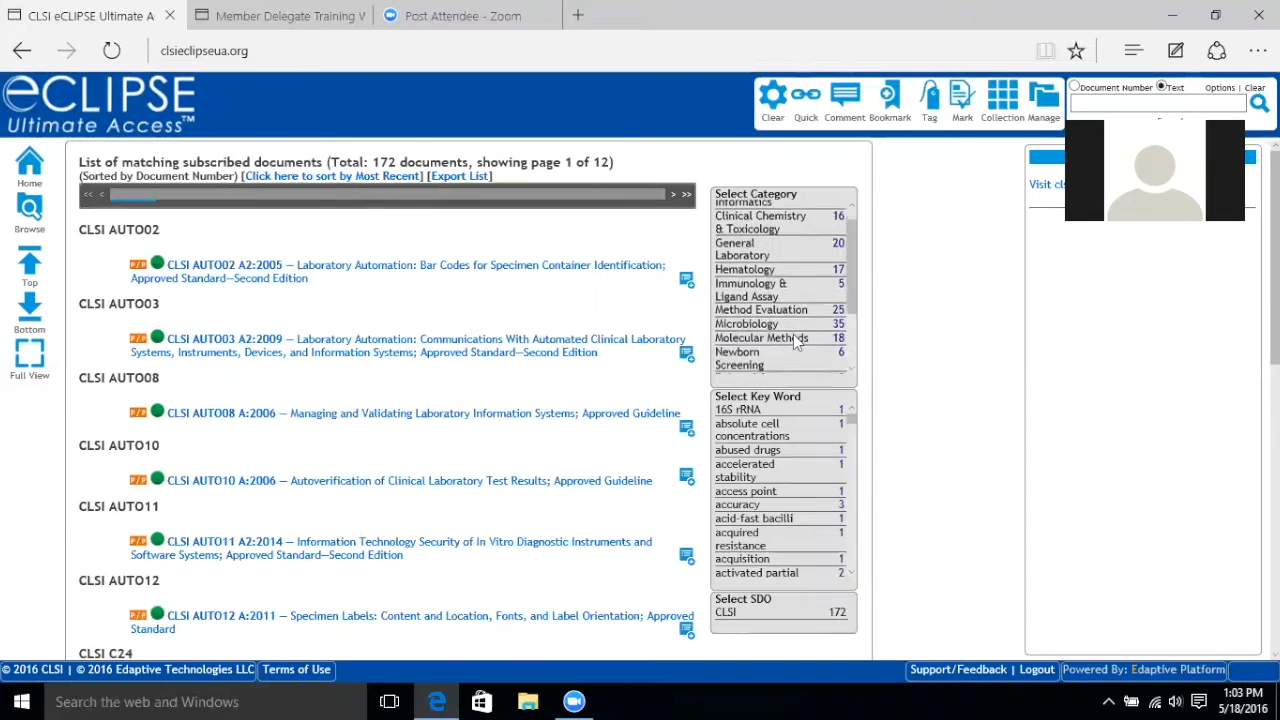 CLSI eCLIPSE Ultimate A
Member Delegate Training V
Post Attendee - Zoom
clsieclipseua.org
eCLIPSE
Ultimate Access™
Clear
Quick
Comment
Bookmark
Tag
Mark
Collection
Manage
Document Number
Text
Options | Clear
Home
Browse
Top
Bottom
Full View
List of matching subscribed documents (Total: 172 documents, showing page 1 of 12)
(Sorted by Document Number) [Click here to sort by Most Recent] [Export List]
<< <
> >>
CLSI AUTO02
CLSI AUTO02 A2:2005 — Laboratory Automation: Bar Codes for Specimen Container Identification;
Approved Standard—Second Edition
CLSI AUTO03
CLSI AUTO03 A2:2009 — Laboratory Automation: Communications With Automated Clinical Laboratory
Systems, Instruments, Devices, and Information Systems; Approved Standard—Second Edition
CLSI AUTO08
CLSI AUTO08 A:2006 — Managing and Validating Laboratory Information Systems; Approved Guideline
CLSI AUTO10
CLSI AUTO10 A:2006 — Autoverification of Clinical Laboratory Test Results; Approved Guideline
CLSI AUTO11
CLSI AUTO11 A2:2014 — Information Technology Security of In Vitro Diagnostic Instruments and
Software Systems; Approved Standard—Second Edition
CLSI AUTO12
CLSI AUTO12 A:2011 — Specimen Labels: Content and Location, Fonts, and Label Orientation; Approved
Standard
CLSI C24
Select Category
Informatics
Clinical Chemistry 16
& Toxicology
General 20
Laboratory
Hematology 17
Immunology & 5
Ligand Assay
Method Evaluation 25
Microbiology 35
Molecular Methods 18
Newborn 6
Screening
Select Key Word
16S rRNA 1
absolute cell 1
concentrations
abused drugs 1
accelerated 1
stability
access point 1
accuracy 3
acid-fast bacilli 1
acquired 1
resistance
acquisition 1
activated partial 2
Select SDO
CLSI 172
Visit cl
© 2016 CLSI | © 2016 Edaptive Technologies LLC | Terms of Use
Support/Feedback | Logout | Powered By: Edaptive Platform
Search the web and Windows
1:03 PM
5/18/2016